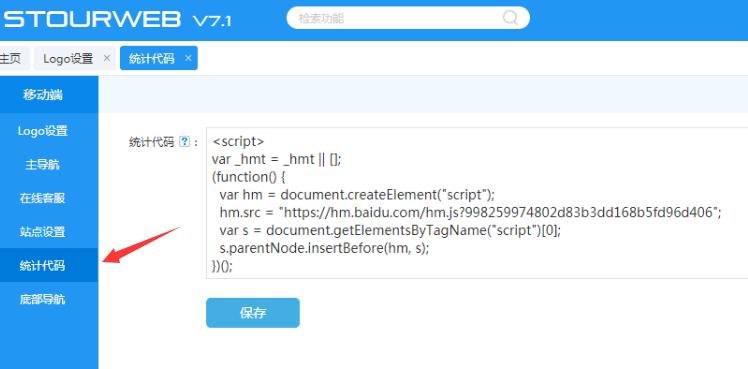 STOURWEB V7.1
检索功能
主页
Logo设置 ×
统计代码 ×
移动端
Logo设置
主导航
在线客服
站点设置
统计代码
底部导航
统计代码 ? :
<script>
var _hmt = _hmt || [];
(function() {
var hm = document.createElement("script");
hm.src = "https://hm.baidu.com/hm.js?998259974802d83b3dd168b5fd96d406";
var s = document.getElementsByTagName("script")[0];
s.parentNode.insertBefore(hm, s);
})();
保存